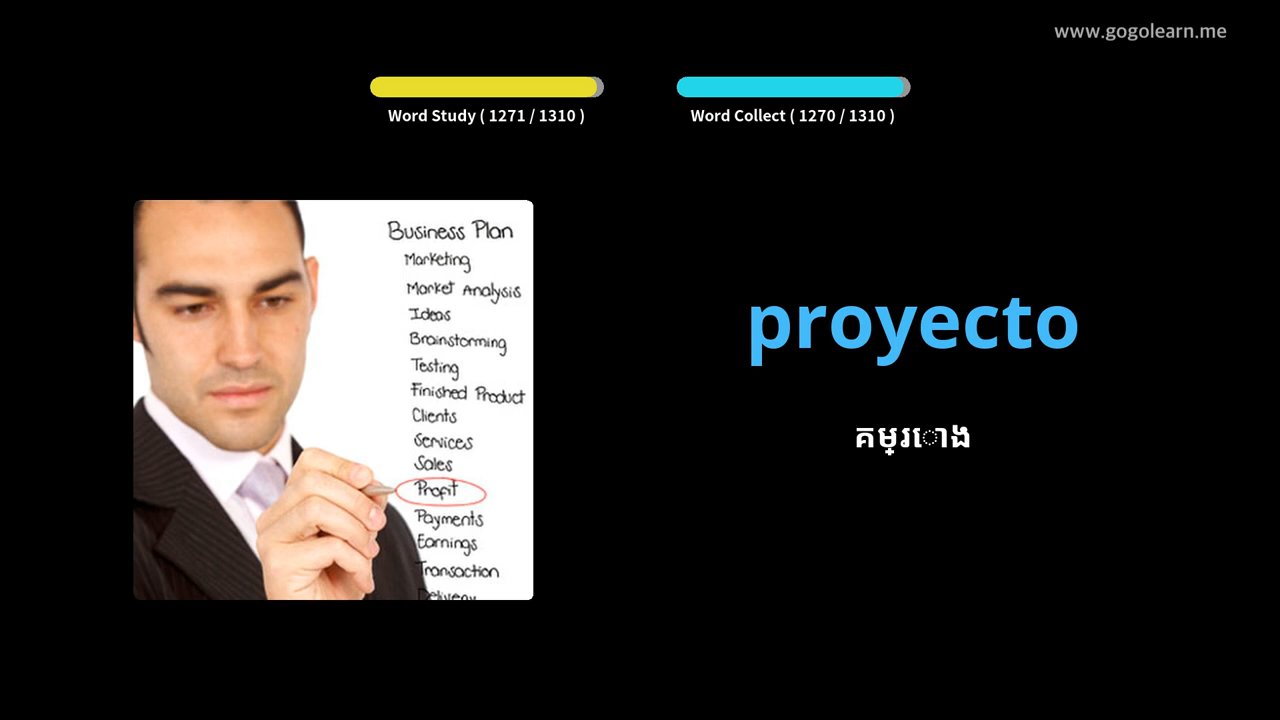 www.gogolearn.me
Word Study ( 1271 / 1310 )
Word Collect ( 1270 / 1310 )
Business Plan
Marketing
Market Analysis
Ideas
Brainstorming
Testing
Finished Product
Clients
Services
Sales
Profit
Payments
Earnings
Transaction
Delivery
proyecto
គម្រោង